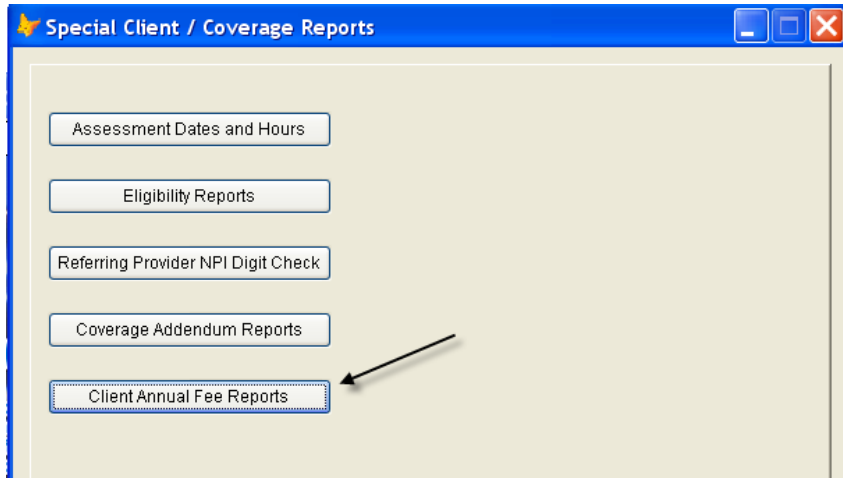 Special Client / Coverage Reports
Assessment Dates and Hours
Eligibility Reports
Referring Provider NPI Digit Check
Coverage Addendum Reports
Client Annual Fee Reports